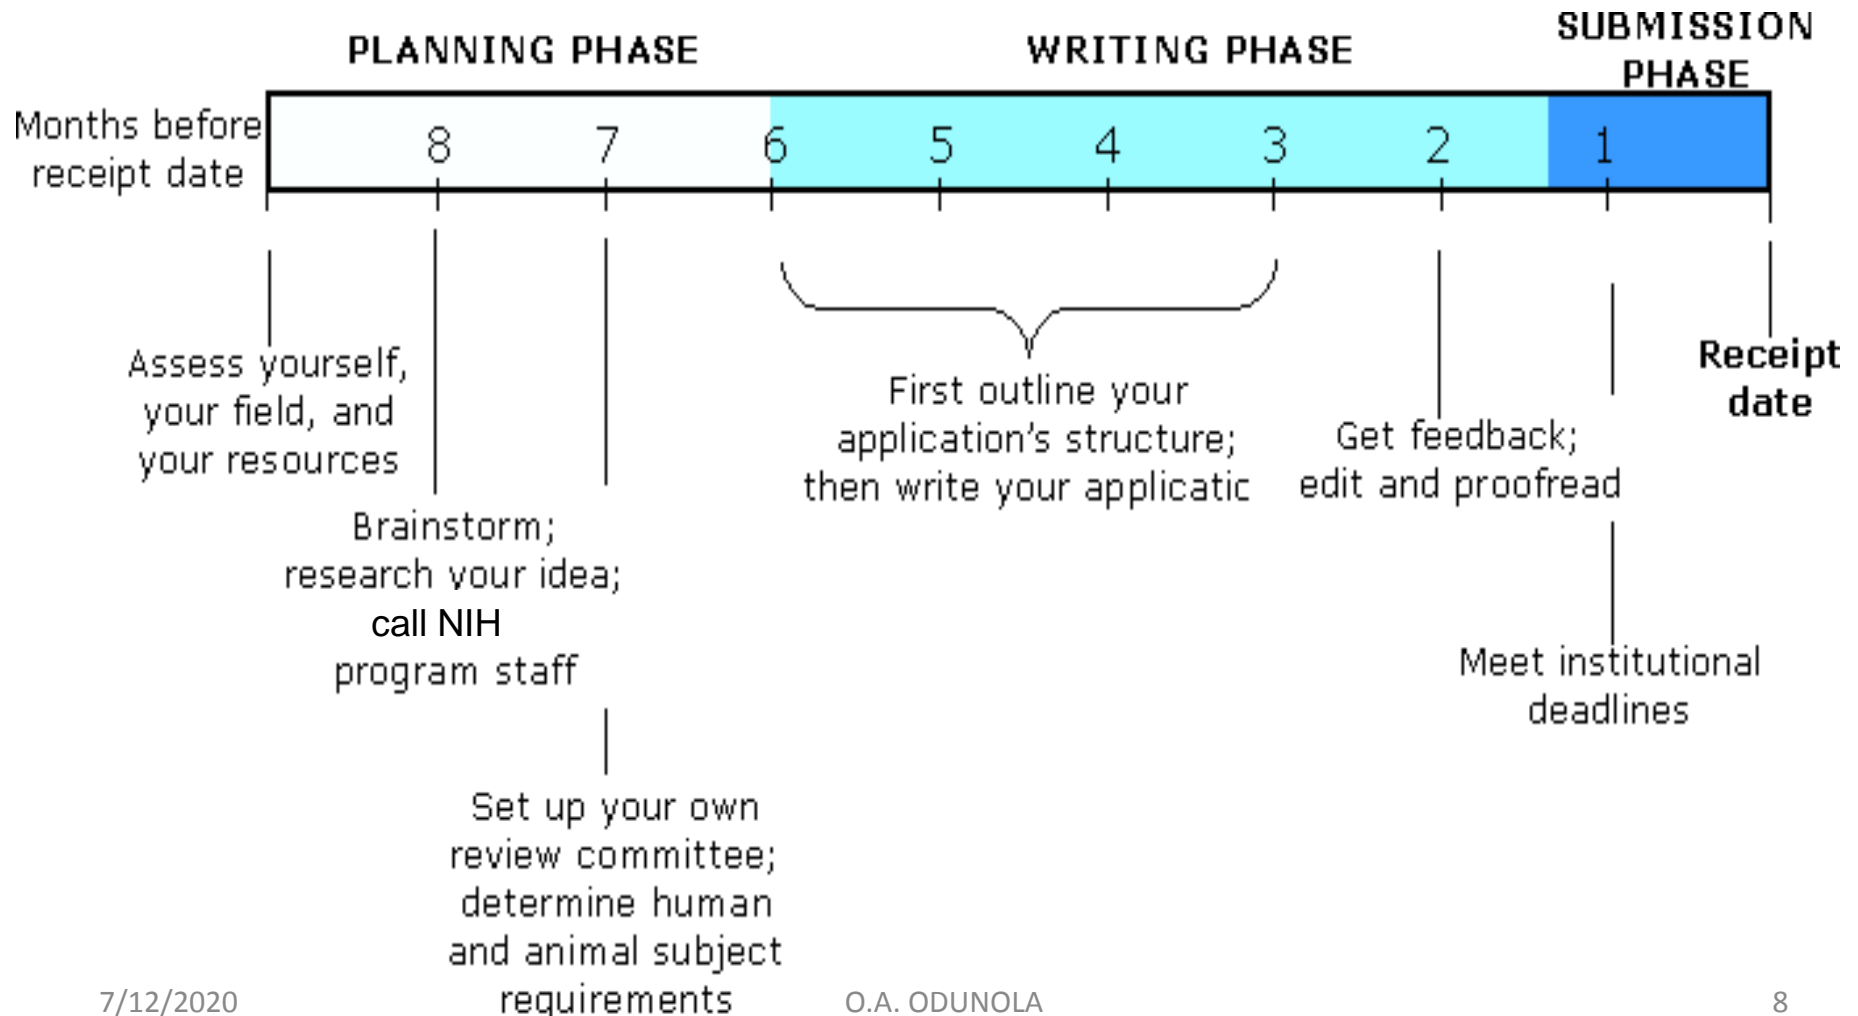 PLANNING PHASE
WRITING PHASE
SUBMISSION
PHASE
Months before
receipt date
8 7 6 5 4 3 2 1
Assess yourself,
your field, and
your resources
Brainstorm;
research your idea;
call NIH
program staff
Set up your own
review committee;
determine human
and animal subject
requirements
First outline your
application's structure;
then write your applicatic
Get feedback;
edit and proofread
Meet institutional
deadlines
Receipt
date
7/12/2020
O.A. ODUNOLA
8